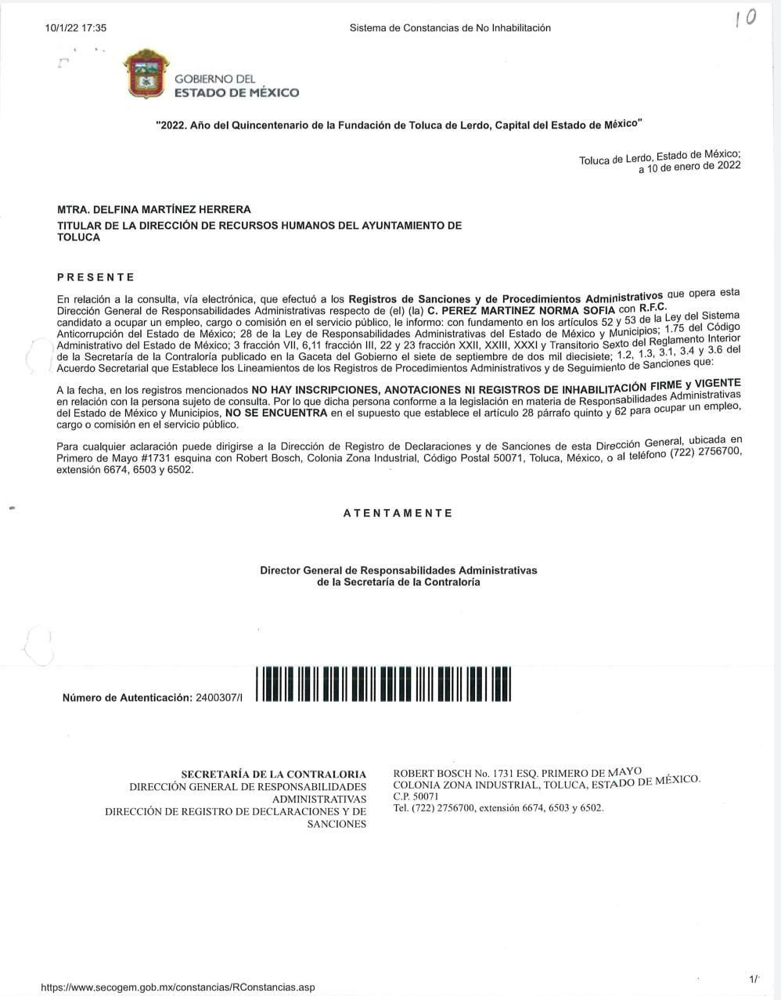 10/1/22 17:35
Sistema de Constancias de No Inhabilitación
10
GOBIERNO DEL
ESTADO DE MÉXICO
"2022. Año del Quincentenario de la Fundación de Toluca de Lerdo, Capital del Estado de México"
Toluca de Lerdo, Estado de México;
a 10 de enero de 2022
MTRA. DELFINA MARTÍNEZ HERRERA
TITULAR DE LA DIRECCIÓN DE RECURSOS HUMANOS DEL AYUNTAMIENTO DE
TOLUCA
P R E S E N T E
En relación a la consulta, vía electrónica, que efectuó a los Registros de Sanciones y de Procedimientos Administrativos que opera esta
Dirección General de Responsabilidades Administrativas respecto de (el) (la) C. PEREZ MARTINEZ NORMA SOFIA con R.F.C.
candidato a ocupar un empleo, cargo o comisión en el servicio público, le informo: con fundamento en los artículos 52 y 53 de la Ley del Sistema
Anticorrupción del Estado de México; 28 de la Ley de Responsabilidades Administrativas del Estado de México y Municipios; 1.75 del Código
Administrativo del Estado de México; 3 fracción VII, 6,11 fracción III, 22 y 23 fracción XXII, XXIII, XXXI y Transitorio Sexto del Reglamento Interior
de la Secretaría de la Contraloría publicado en la Gaceta del Gobierno el siete de septiembre de dos mil diecisiete; 1.2, 1.3, 3.1, 3.4 y 3.6 del
Acuerdo Secretarial que Establece los Lineamientos de los Registros de Procedimientos Administrativos y de Seguimiento de Sanciones que:
A la fecha, en los registros mencionados NO HAY INSCRIPCIONES, ANOTACIONES NI REGISTROS DE INHABILITACIÓN FIRME y VIGENTE
en relación con la persona sujeto de consulta. Por lo que dicha persona conforme a la legislación en materia de Responsabilidades Administrativas
del Estado de México y Municipios, NO SE ENCUENTRA en el supuesto que establece el artículo 28 párrafo quinto y 62 para ocupar un empleo,
cargo o comisión en el servicio público.
Para cualquier aclaración puede dirigirse a la Dirección de Registro de Declaraciones y de Sanciones de esta Dirección General, ubicada en
Primero de Mayo #1731 esquina con Robert Bosch, Colonia Zona Industrial, Código Postal 50071, Toluca, México, o al teléfono (722) 2756700,
extensión 6674, 6503 y 6502.
A T E N T A M E N T E
Director General de Responsabilidades Administrativas
de la Secretaría de la Contraloría
Número de Autenticación: 2400307/I
SECRETARÍA DE LA CONTRALORIA
DIRECCIÓN GENERAL DE RESPONSABILIDADES
ADMINISTRATIVAS
DIRECCIÓN DE REGISTRO DE DECLARACIONES Y DE
SANCIONES
ROBERT BOSCH No. 1731 ESQ. PRIMERO DE MAYO
COLONIA ZONA INDUSTRIAL, TOLUCA, ESTADO DE MÉXICO.
C.P. 50071
Tel. (722) 2756700, extensión 6674, 6503 y 6502.
https://www.secogem.gob.mx/constancias/RConstancias.asp
1/